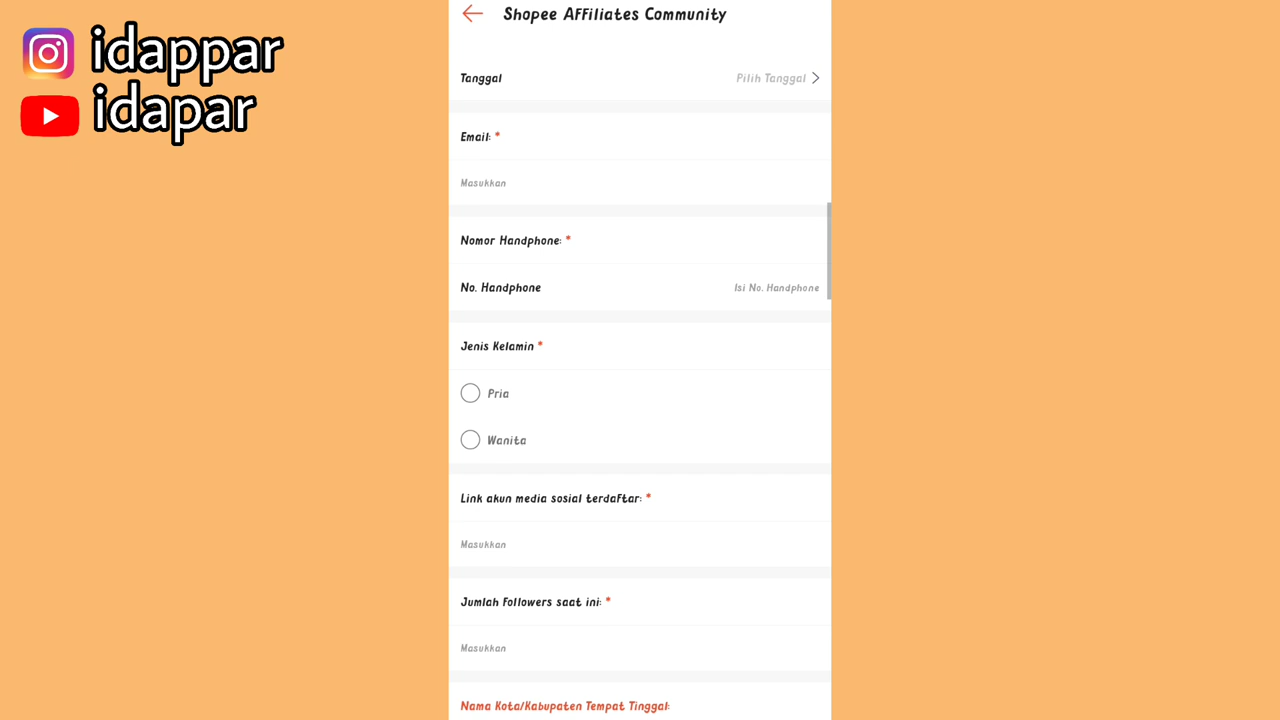 idappar
idapar
Shopee Affiliates Community
Tanggal
Pilih Tanggal
Email: *
Masukkan
Nomor Handphone: *
No. Handphone
Isi No. Handphone
Jenis Kelamin *
Pria
Wanita
Link akun media sosial terdaftar: *
Masukkan
Jumlah Followers saat ini: *
Masukkan
Nama Kota/Kabupaten Tempat Tinggal: